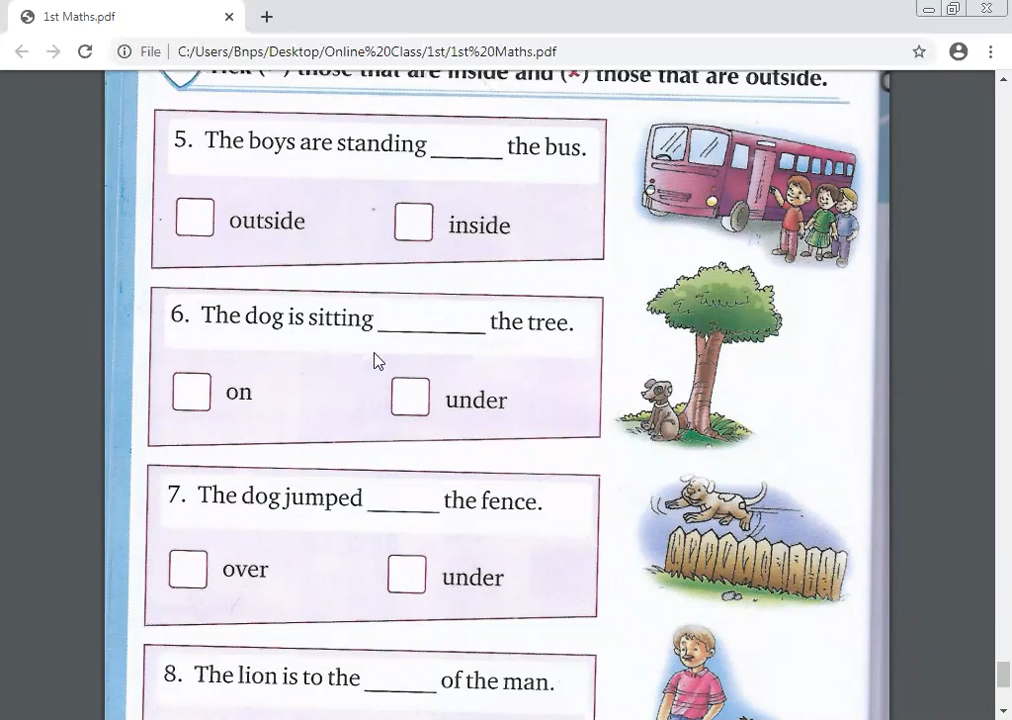 1st Maths.pdf
File C:/Users/Bnps/Desktop/Online%20Class/1st/1st%20Maths.pdf
those that are inside and (×) those that are outside.
5. The boys are standing ______ the bus.
outside inside
6. The dog is sitting _________ the tree.
on under
7. The dog jumped ______ the fence.
over under
8. The lion is to the ______ of the man.